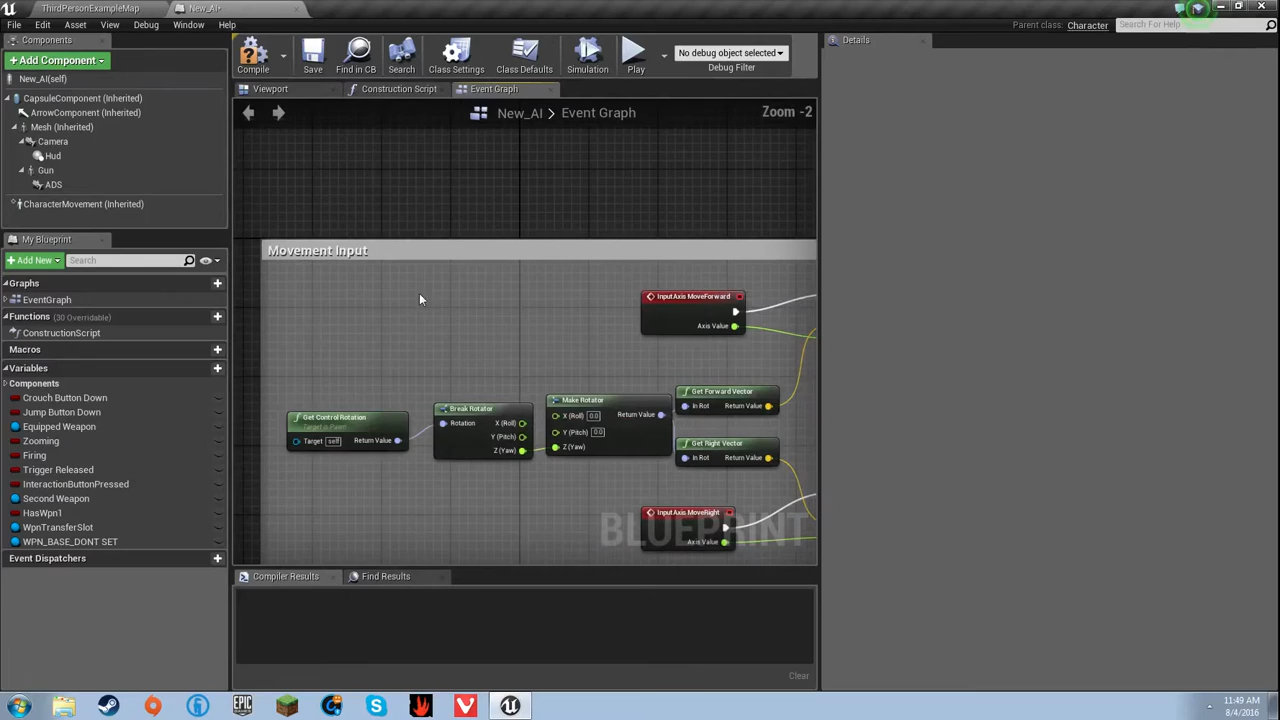 ThirdPersonExampleMap
New_AI*
File
Edit
Asset
View
Debug
Window
Help
Parent class: Character
Search For Help
Components
+ Add Component
New_AI(self)
CapsuleComponent (Inherited)
ArrowComponent (Inherited)
Mesh (Inherited)
Camera
Hud
Gun
ADS
CharacterMovement (Inherited)
My Blueprint
+ Add New
Search
Graphs
EventGraph
Functions (30 Overridable)
ConstructionScript
Macros
Variables
Components
Crouch Button Down
Jump Button Down
Equipped Weapon
Zooming
Firing
Trigger Released
InteractionButtonPressed
Second Weapon
HasWpn1
WpnTransferSlot
WPN_BASE_DONT SET
Event Dispatchers
Compile
Save
Find in CB
Search
Class Settings
Class Defaults
Simulation
Play
No debug object selected
Debug Filter
Viewport
Construction Script
Event Graph
New_AI > Event Graph
Zoom -2
Movement Input
InputAxis MoveForward
Axis Value
Get Control Rotation
Target is Pawn
Target self
Return Value
Break Rotator
Rotation
X (Roll)
Y (Pitch)
Z (Yaw)
Make Rotator
X (Roll) 0.0
Return Value
Y (Pitch) 0.0
Z (Yaw)
Get Forward Vector
In Rot
Return Value
Get Right Vector
In Rot
Return Value
InputAxis MoveRight
Axis Value
BLUEPRINT
Compiler Results
Find Results
Clear
Details
EPIC
GAMES
11:49 AM
8/4/2016